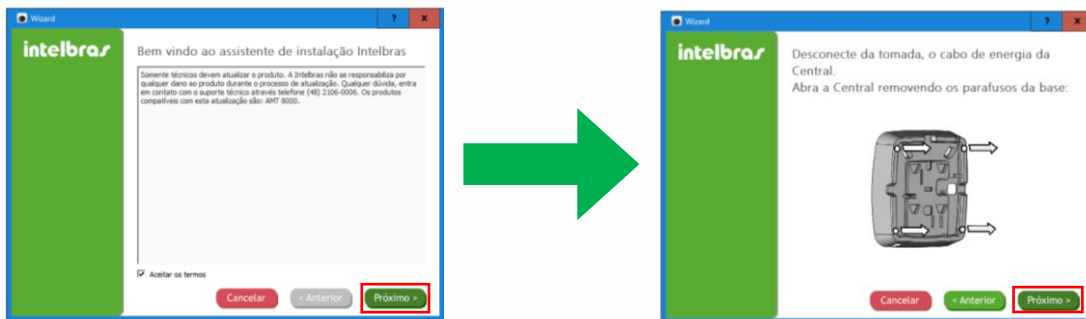 Wizard
intelbras
Bem vindo ao assistente de instalação Intelbras
Somente técnicos devem atualizar o produto. A Intelbras não se responsabiliza por
qualquer dano ao produto durante o processo de atualização. Qualquer dúvida, entra
em contato com o suporte técnico através telefone (48) 2106-0006. Os produtos
compatíveis com esta atualização são: AMT 8000.
Aceitar os termos
Cancelar
< Anterior
Próximo >
Wizard
intelbras
Desconecte da tomada, o cabo de energia da
Central.
Abra a Central removendo os parafusos da base:
Cancelar
< Anterior
Próximo >